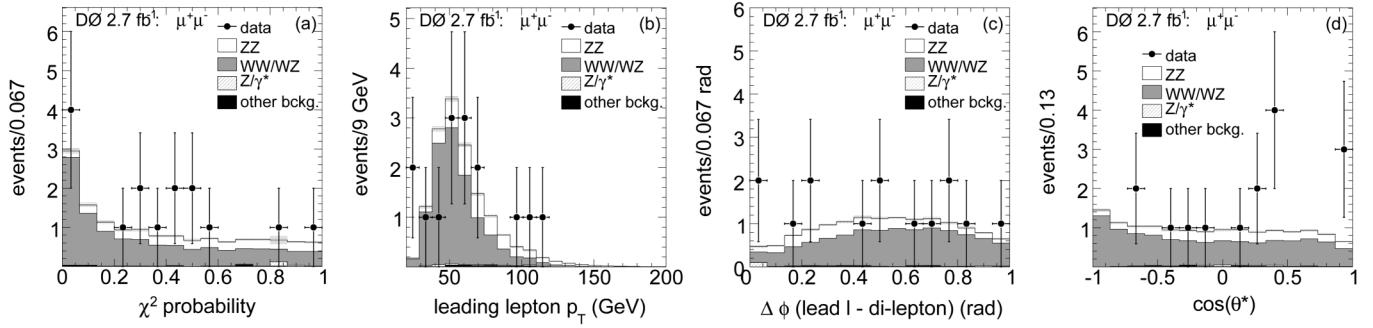 DØ 2.7 fb⁻¹: μ⁺μ⁻ (a)
data
ZZ
WW/WZ
Z/γ*
other bckg.
events/0.067
6
5
4
3
2
1
0
0 0.2 0.4 0.6 0.8 1
χ² probability
DØ 2.7 fb⁻¹: μ⁺μ⁻ (b)
data
ZZ
WW/WZ
Z/γ*
other bckg.
events/9 GeV
5
4
3
2
1
50 100 150 200
leading lepton p_T (GeV)
DØ 2.7 fb⁻¹: μ⁺μ⁻ (c)
data
ZZ
WW/WZ
Z/γ*
other bckg.
events/0.067 rad
6
5
4
3
2
1
0
0 0.2 0.4 0.6 0.8 1
Δ ϕ (lead l - di-lepton) (rad)
DØ 2.7 fb⁻¹: μ⁺μ⁻ (d)
data
ZZ
WW/WZ
Z/γ*
other bckg.
events/0.13
6
5
4
3
2
1
0
-1 -0.5 0 0.5 1
cos(θ*)